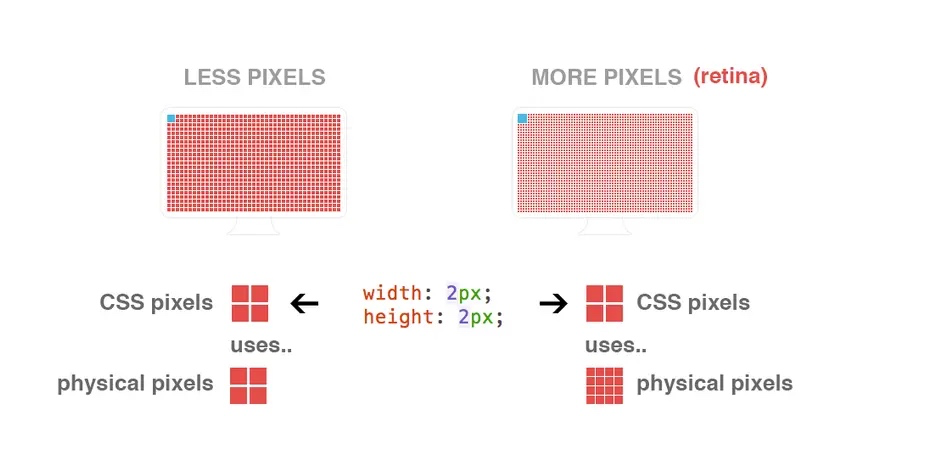 LESS PIXELS
MORE PIXELS (retina)
CSS pixels
width: 2px;
height: 2px;
CSS pixels
uses..
uses..
physical pixels
physical pixels